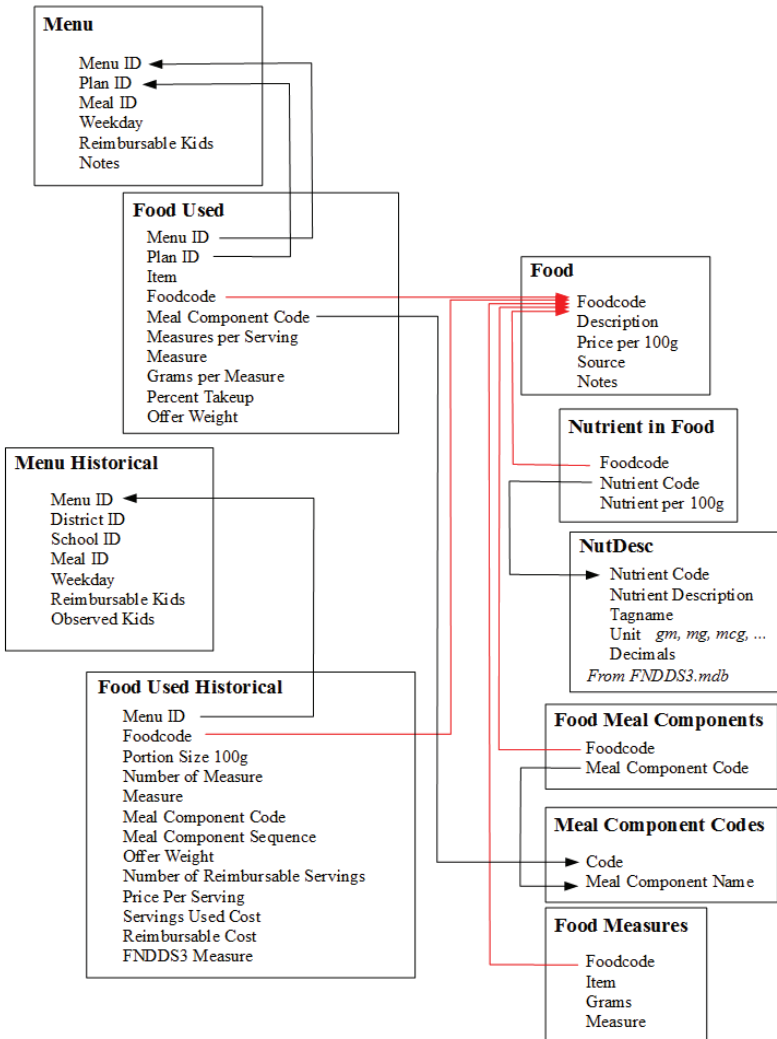 Menu
Menu ID
Plan ID
Meal ID
Weekday
Reimbursable Kids
Notes
Food Used
Menu ID
Plan ID
Item
Foodcode
Meal Component Code
Measures per Serving
Measure
Grams per Measure
Percent Takeup
Offer Weight
Menu Historical
Menu ID
District ID
School ID
Meal ID
Weekday
Reimbursable Kids
Observed Kids
Food Used Historical
Menu ID
Foodcode
Portion Size 100g
Number of Measure
Measure
Meal Component Code
Meal Component Sequence
Offer Weight
Number of Reimbursable Servings
Price Per Serving
Servings Used Cost
Reimbursable Cost
FNDDS3 Measure
Food
Foodcode
Description
Price per 100g
Source
Notes
Nutrient in Food
Foodcode
Nutrient Code
Nutrient per 100g
NutDesc
Nutrient Code
Nutrient Description
Tagname
Unit gm, mg, mcg, ...
Decimals
From FNDDS3.mdb
Food Meal Components
Foodcode
Meal Component Code
Meal Component Codes
Code
Meal Component Name
Food Measures
Foodcode
Item
Grams
Measure